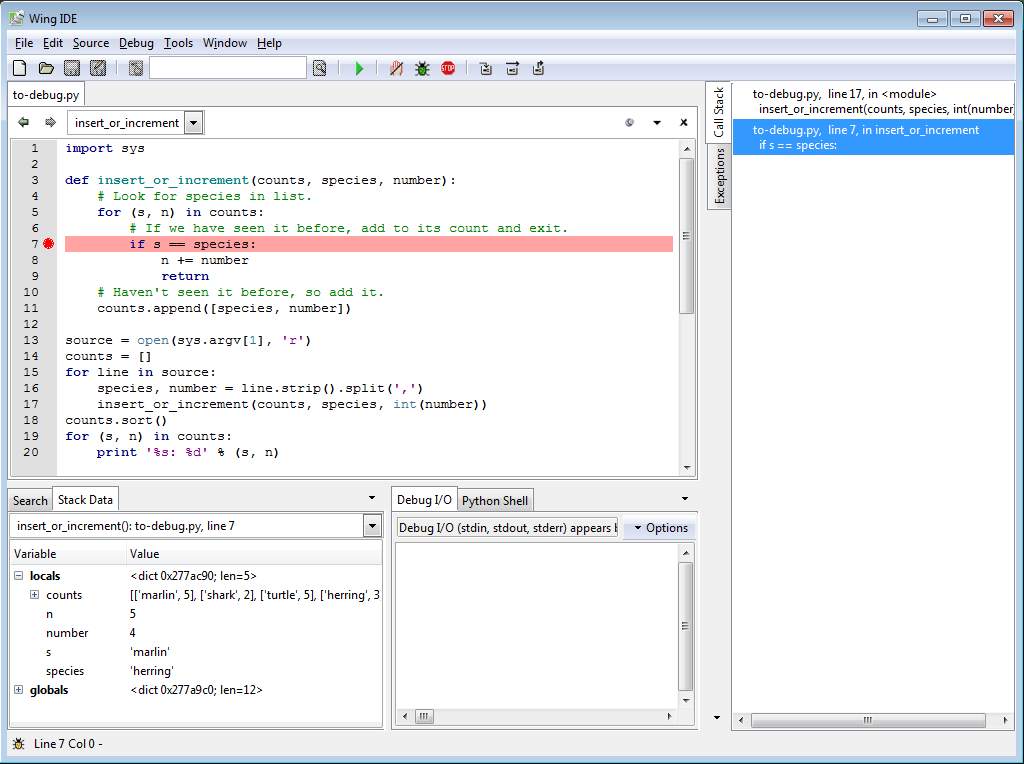 Wing IDE
File Edit Source Debug Tools Window Help
STOP
to-debug.py
insert_or_increment
1 import sys
2
3 def insert_or_increment(counts, species, number):
4 # Look for species in list.
5 for (s, n) in counts:
6 # If we have seen it before, add to its count and exit.
7 if s == species:
8 n += number
9 return
10 # Haven't seen it before, so add it.
11 counts.append([species, number])
12
13 source = open(sys.argv[1], 'r')
14 counts = []
15 for line in source:
16 species, number = line.strip().split(',')
17 insert_or_increment(counts, species, int(number))
18 counts.sort()
19 for (s, n) in counts:
20 print '%s: %d' % (s, n)
Call Stack
Exceptions
to-debug.py, line 17, in <module>
insert_or_increment(counts, species, int(number
to-debug.py, line 7, in insert_or_increment
if s == species:
Search Stack Data
insert_or_increment(): to-debug.py, line 7
Variable Value
locals <dict 0x277ac90; len=5>
counts [['marlin', 5], ['shark', 2], ['turtle', 5], ['herring', 3
n 5
number 4
s 'marlin'
species 'herring'
globals <dict 0x277a9c0; len=12>
Debug I/O Python Shell
Debug I/O (stdin, stdout, stderr) appears
Options
Line 7 Col 0 -